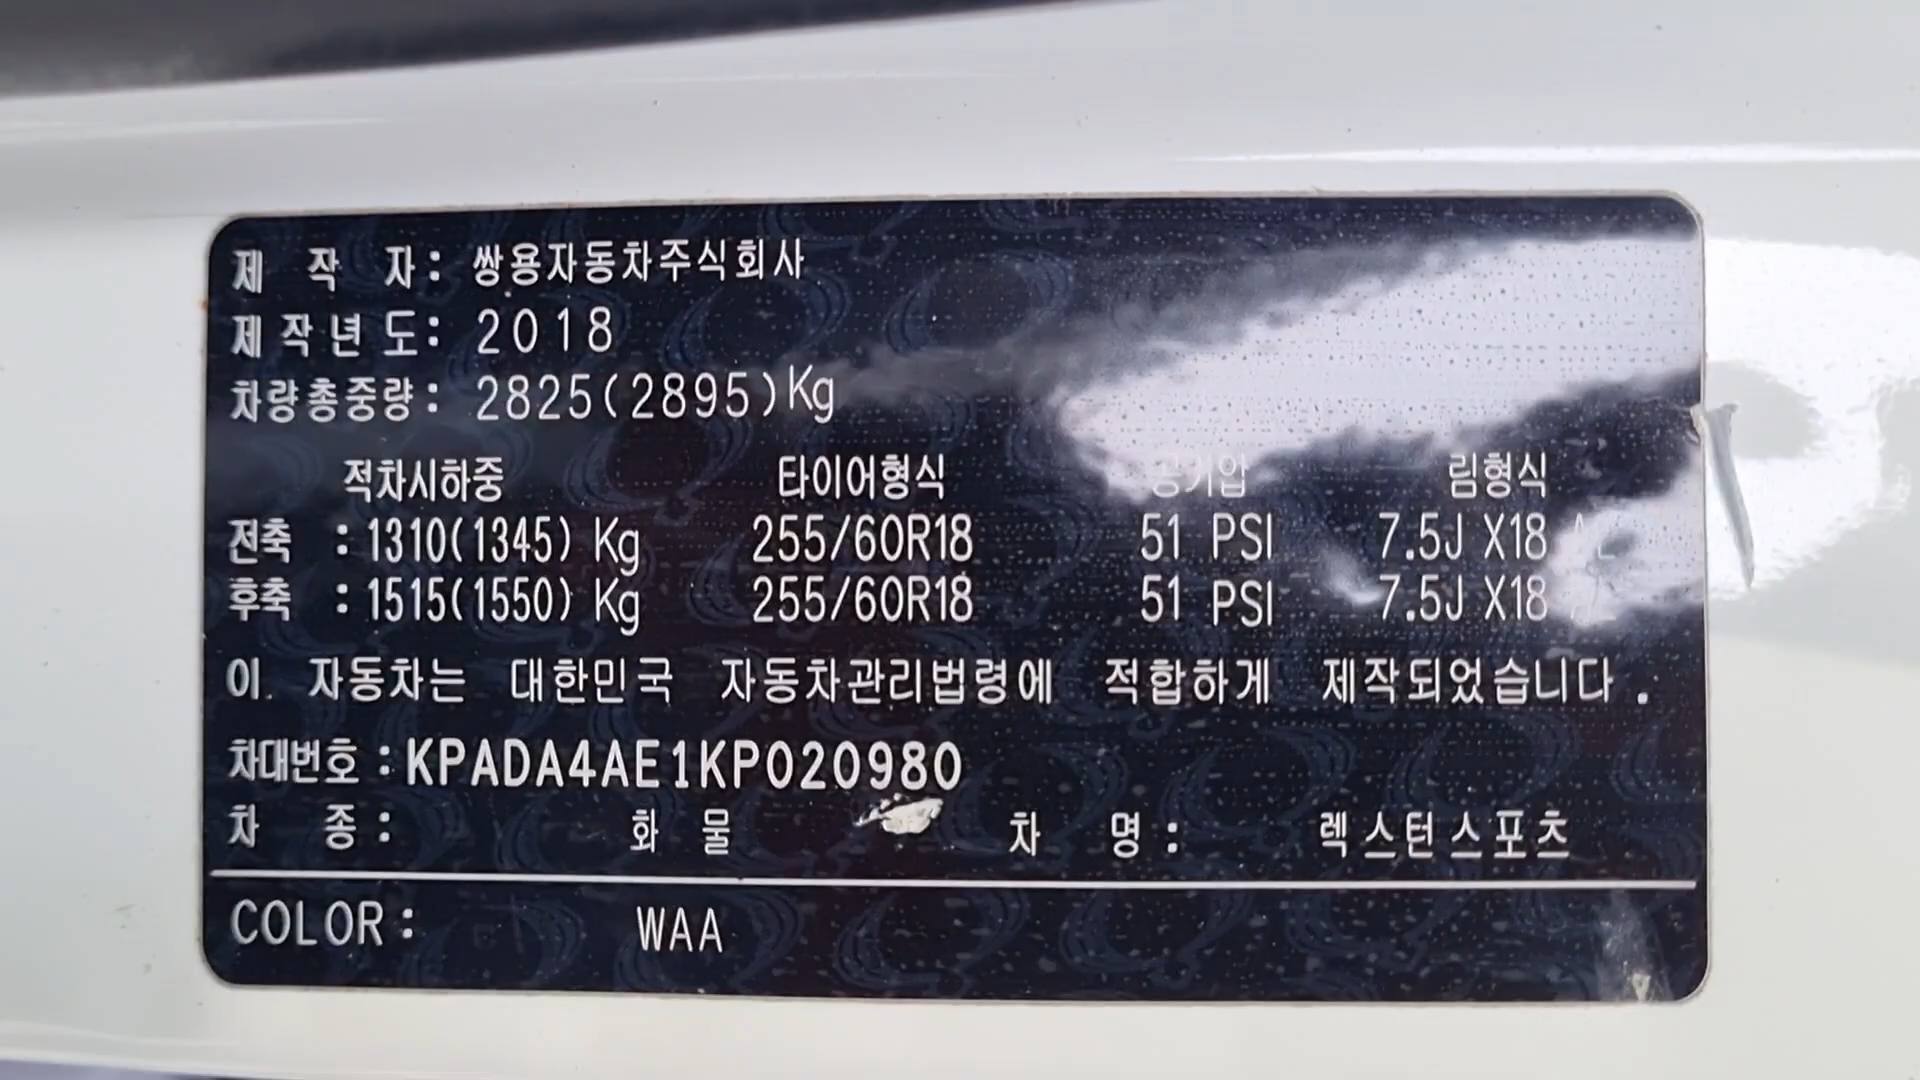 제 작 자: 쌍용자동차주식회사
제작년도: 2018
차량총중량: 2825(2895)Kg
적차시하중 타이어형식 공기압 림형식
전축 : 1310(1345) Kg 255/60R18 51 PSI 7.5J X18
후축 : 1515(1550) Kg 255/60R18 51 PSI 7.5J X18
이. 자동차는 대한민국 자동차관리법령에 적합하게 제작되었습니다.
차대번호 : KPADA4AE1KP020980
차 종 : 화 물 차 명 : 렉스턴스포츠
COLOR : WAA